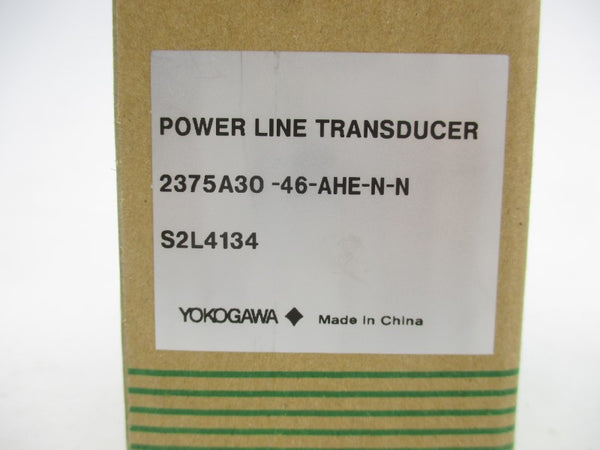 POWER LINE TRANSDUCER
2375A30 -46-AHE-N-N
S2L4134
YOKOGAWA ◆ Made in China